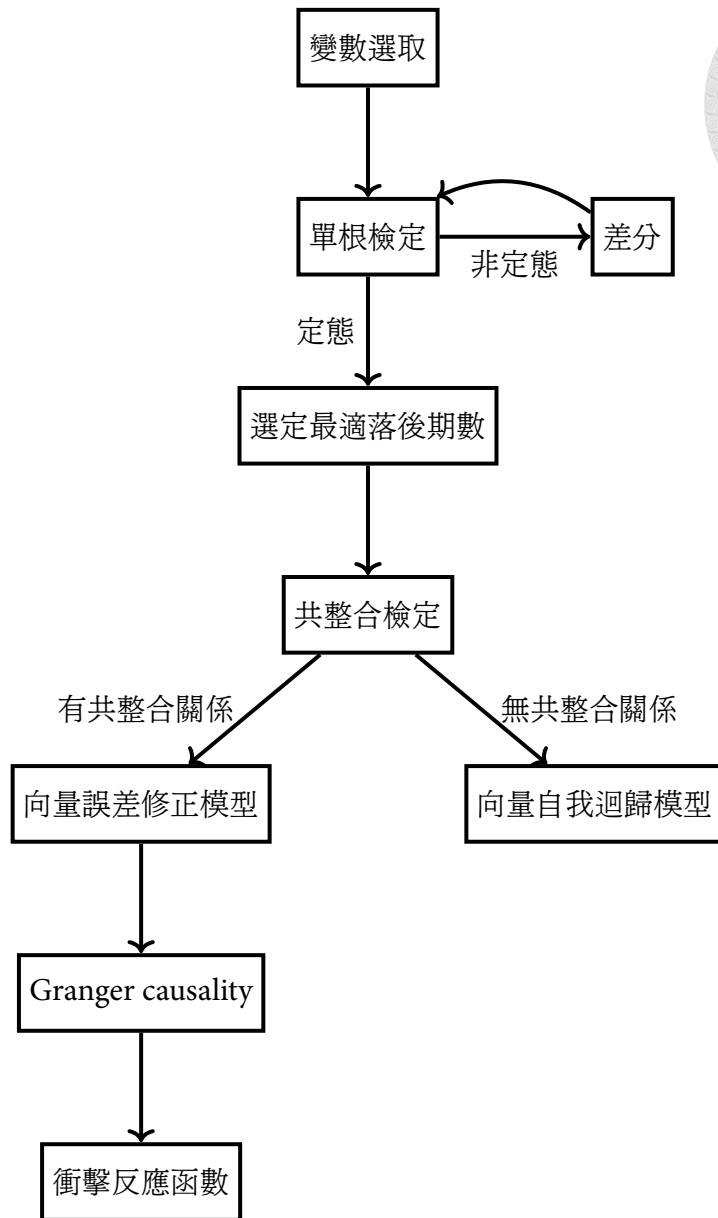 變數選取
單根檢定
差分
非定態
定態
選定最適落後期數
共整合檢定
有共整合關係
無共整合關係
向量誤差修正模型
向量自我迴歸模型
Granger causality
衝擊反應函數